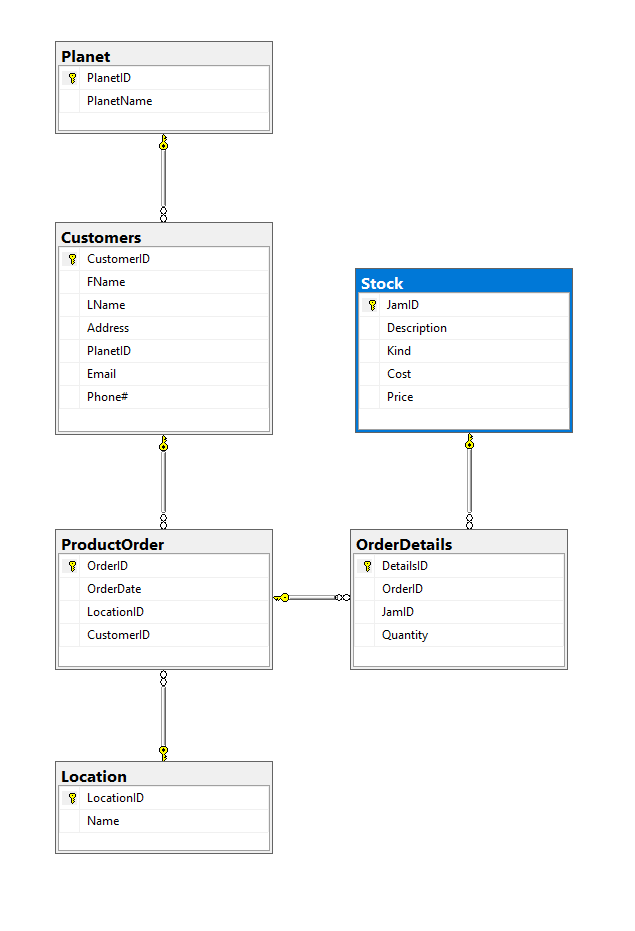 Planet
PlanetID
PlanetName
Customers
CustomerID
FName
LName
Address
PlanetID
Email
Phone#
Stock
JamID
Description
Kind
Cost
Price
ProductOrder
OrderID
OrderDate
LocationID
CustomerID
OrderDetails
DetailsID
OrderID
JamID
Quantity
Location
LocationID
Name